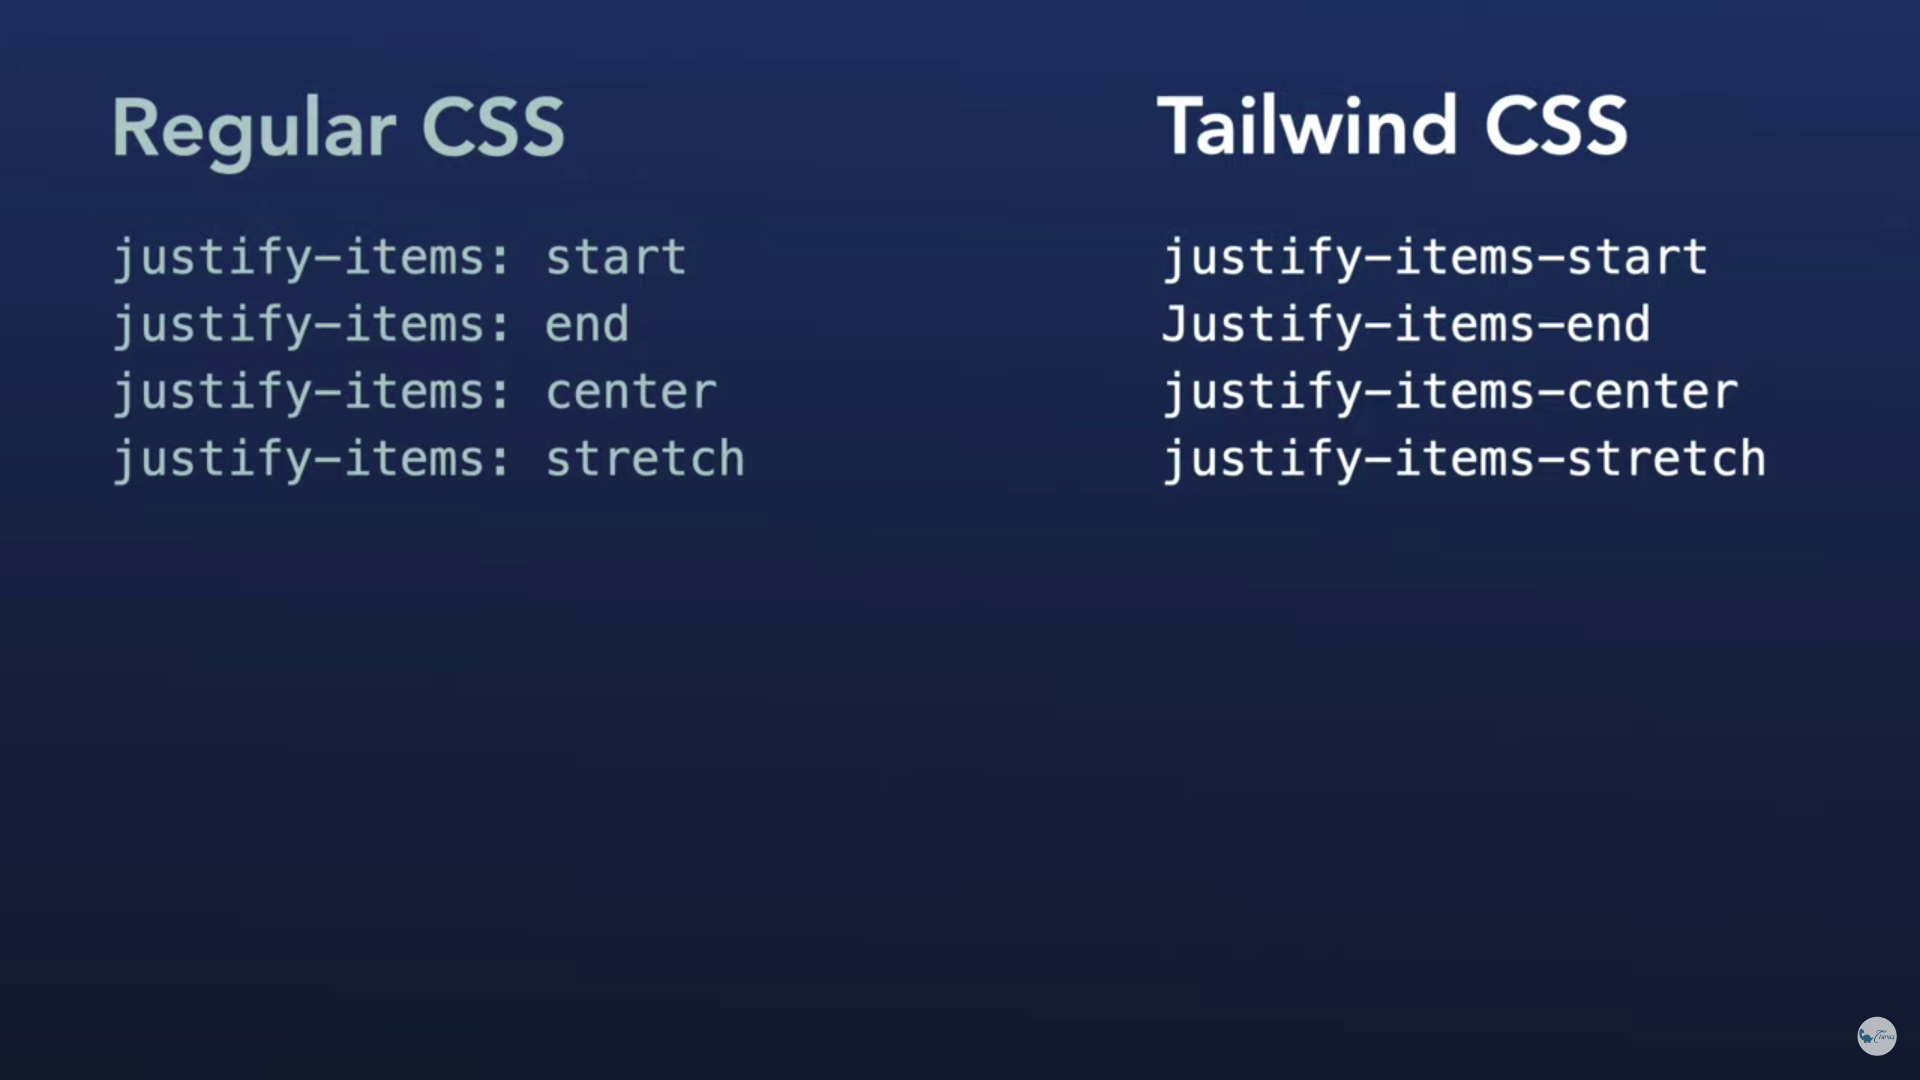 Regular CSS
justify-items: start
justify-items: end
justify-items: center
justify-items: stretch
Tailwind CSS
justify-items-start
Justify-items-end
justify-items-center
justify-items-stretch